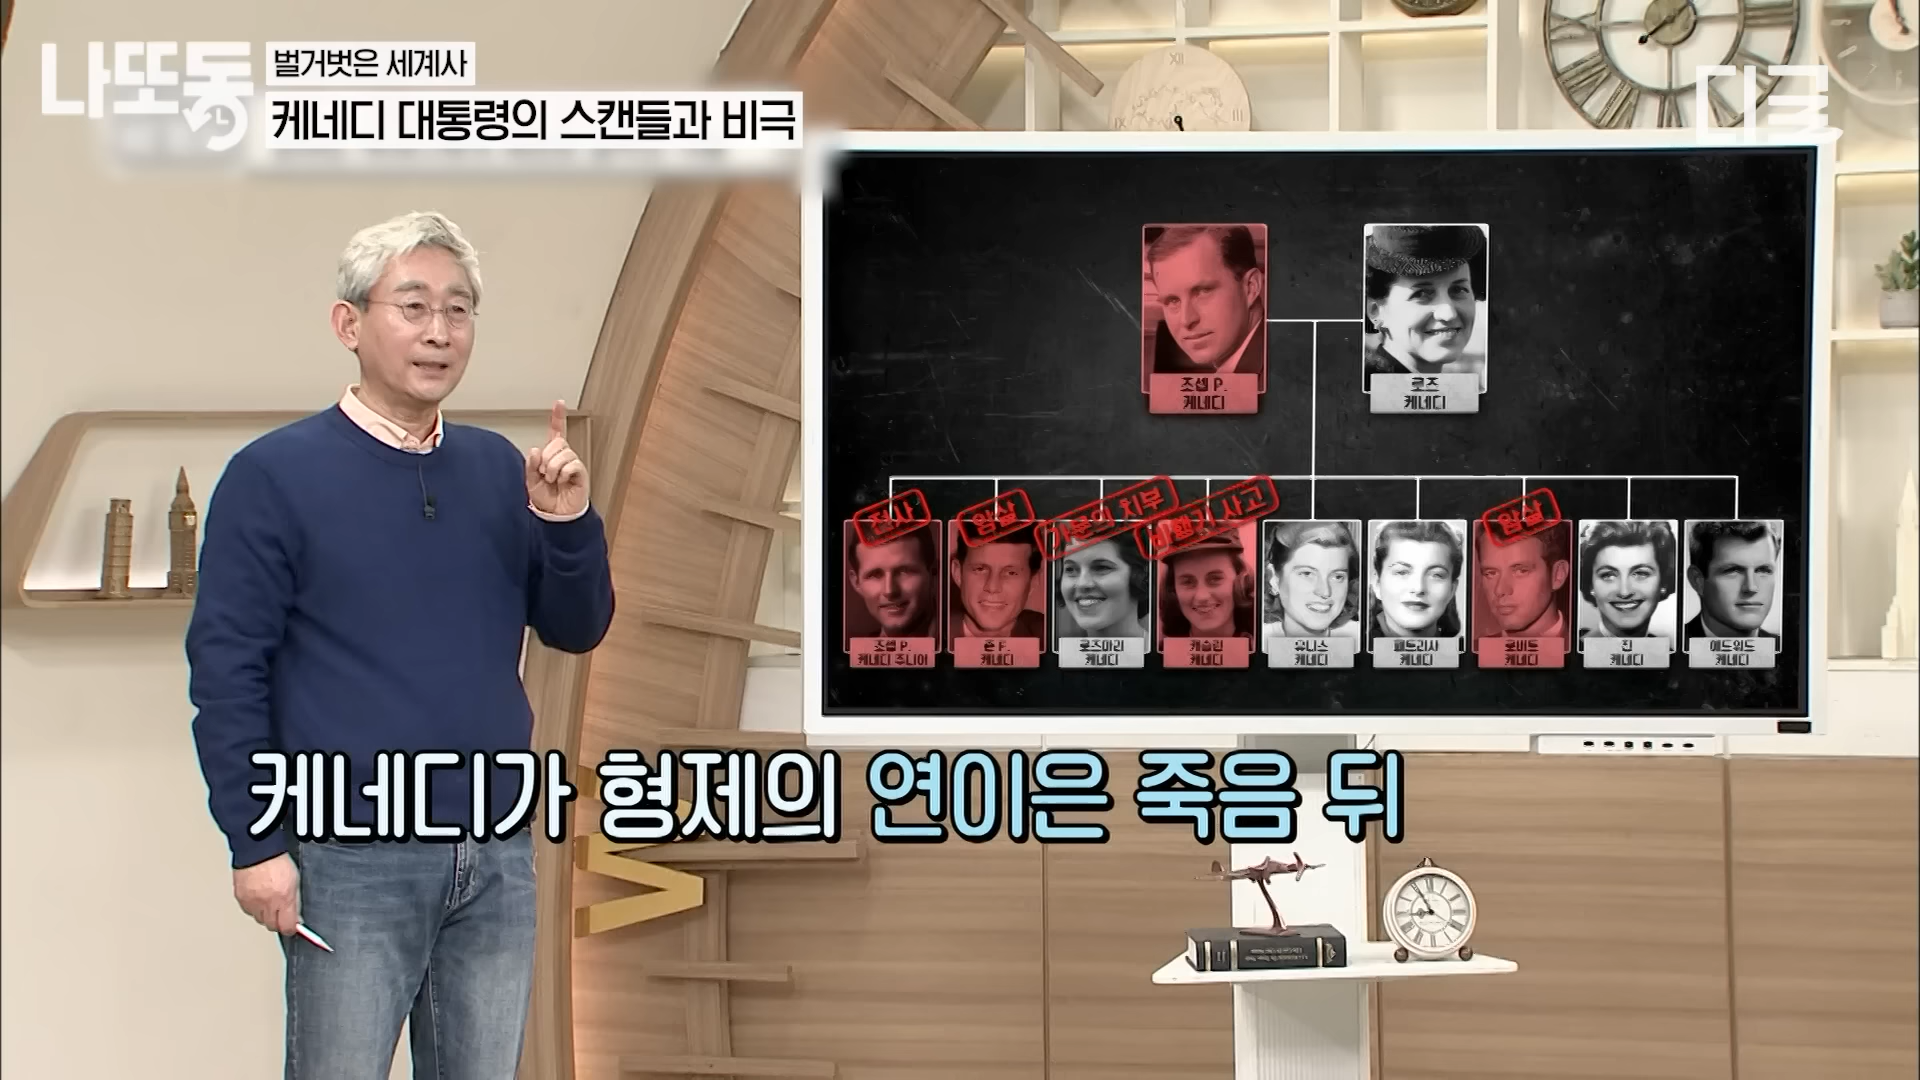 나또동
벌거벗은 세계사
케네디 대통령의 스캔들과 비극
디글
XII
조셉 P.
케네디
로즈
케네디
전사
암살
가문의 치부
비행기 사고
암살
조셉 P.
케네디 주니어
존 F.
케네디
로즈마리
케네디
캐슬린
케네디
유니스
케네디
패트리샤
케네디
로버트
케네디
진
케네디
에드워드
케네디
케네디가 형제의 연이은 죽음 뒤
W